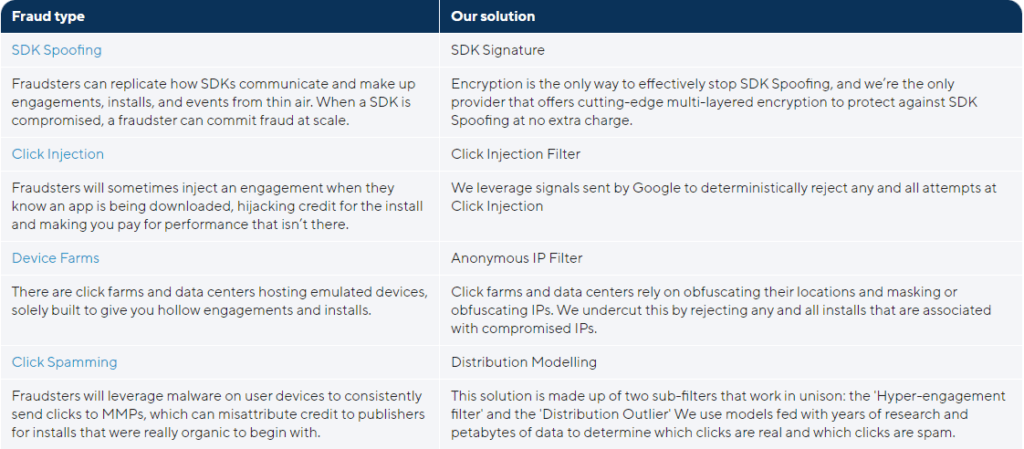 Fraud type
Our solution
SDK Spoofing
SDK Signature
Fraudsters can replicate how SDKs communicate and make up
engagements, installs, and events from thin air. When a SDK is
compromised, a fraudster can commit fraud at scale.
Encryption is the only way to effectively stop SDK Spoofing, and we're the only
provider that offers cutting-edge multi-layered encryption to protect against SDK
Spoofing at no extra charge.
Click Injection
Click Injection Filter
Fraudsters will sometimes inject an engagement when they
know an app is being downloaded, hijacking credit for the install
and making you pay for performance that isn't there.
We leverage signals sent by Google to deterministically reject any and all attempts at
Click Injection
Device Farms
Anonymous IP Filter
There are click farms and data centers hosting emulated devices,
solely built to give you hollow engagements and installs.
Click farms and data centers rely on obfuscating their locations and masking or
obfuscating IPs. We undercut this by rejecting any and all installs that are associated
with compromised IPs.
Click Spamming
Distribution Modelling
Fraudsters will leverage malware on user devices to consistently
send clicks to MMPs, which can misattribute credit to publishers
for installs that were really organic to begin with.
This solution is made up of two sub-filters that work in unison: the 'Hyper-engagement
filter' and the 'Distribution Outlier' We use models fed with years of research and
petabytes of data to determine which clicks are real and which clicks are spam.